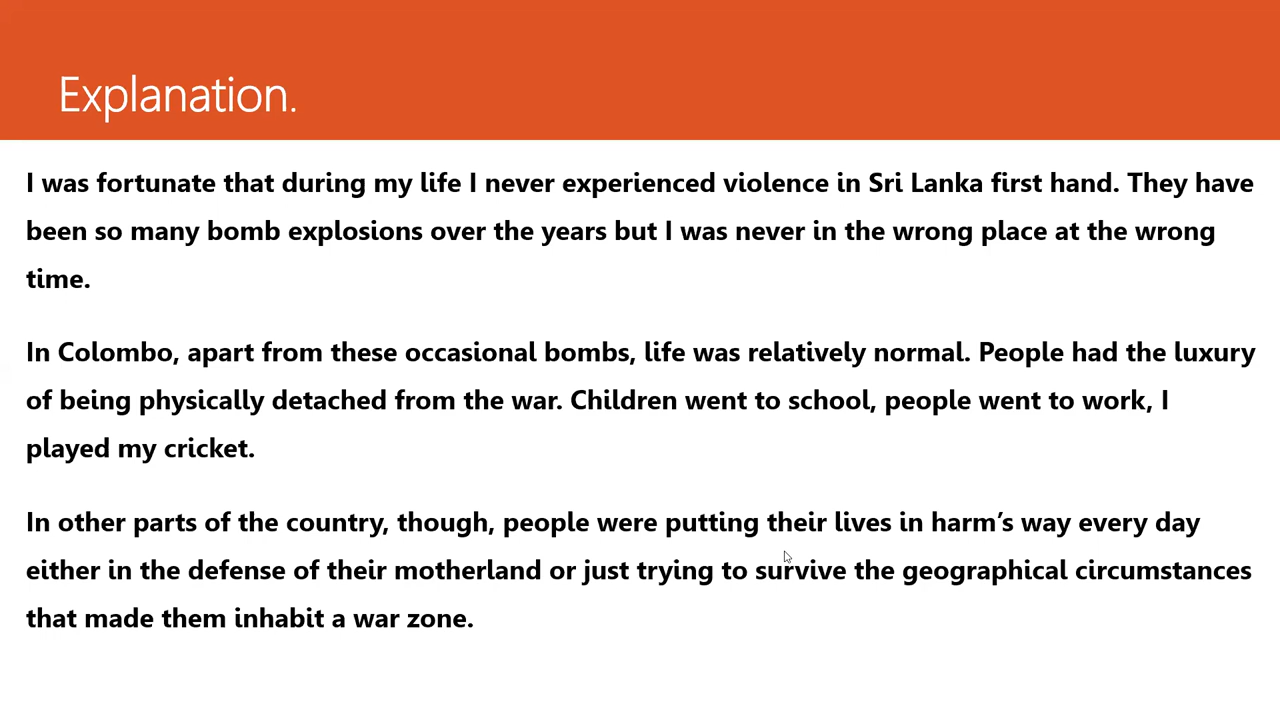 Explanation.
I was fortunate that during my life I never experienced violence in Sri Lanka first hand. They have
been so many bomb explosions over the years but I was never in the wrong place at the wrong
time.
In Colombo, apart from these occasional bombs, life was relatively normal. People had the luxury
of being physically detached from the war. Children went to school, people went to work, I
played my cricket.
In other parts of the country, though, people were putting their lives in harm’s way every day
either in the defense of their motherland or just trying to survive the geographical circumstances
that made them inhabit a war zone.